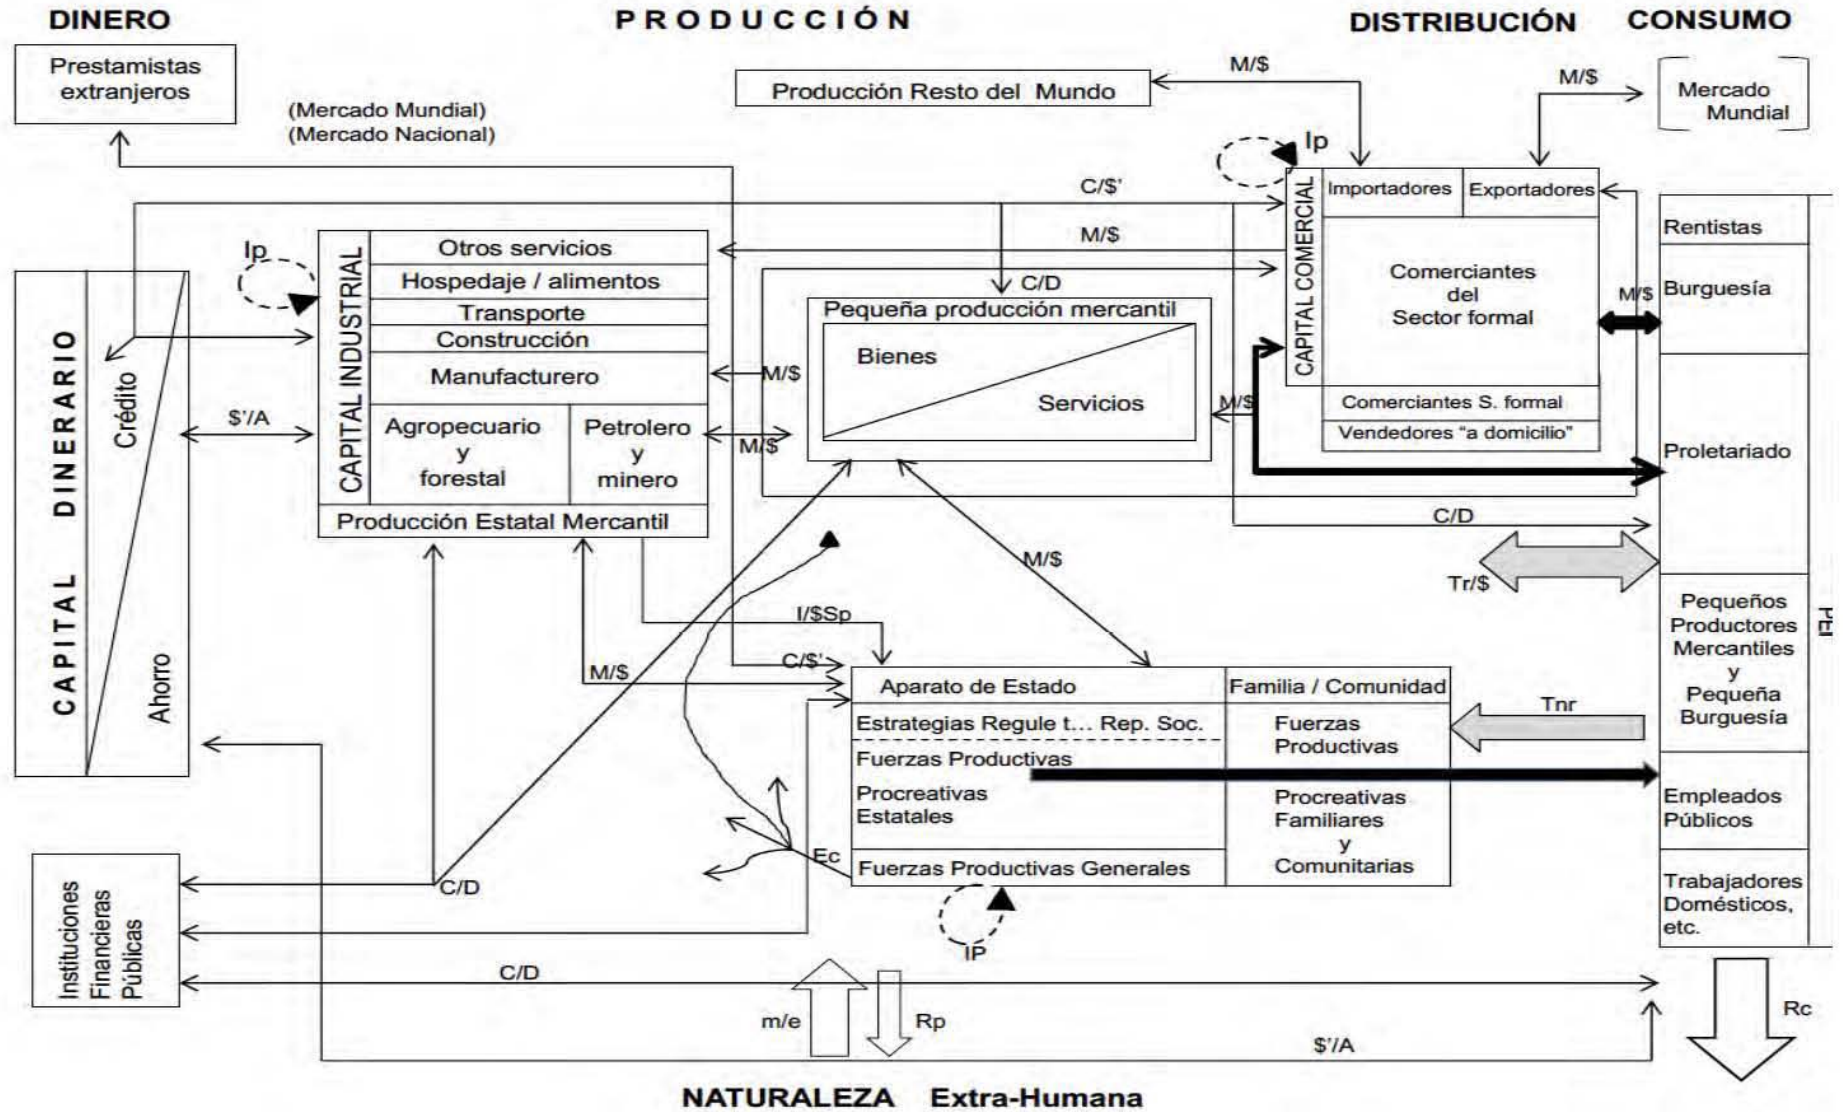 DINERO
PRODUCCIÓN
DISTRIBUCIÓN
CONSUMO
Prestamistas
extranjeros
(Mercado Mundial)
(Mercado Nacional)
Producción Resto del Mundo
M/$
M/$
Mercado
Mundial
Ip
C/$'
M/$
CAPITAL COMERCIAL
Importadores
Exportadores
Comerciantes
del
Sector formal
Comerciantes S. formal
Vendedores "a domicilio"
M/$
Rentistas
Burguesía
Proletariado
Pequeños
Productores
Mercantiles
y
Pequeña
Burguesía
Empleados
Públicos
Trabajadores
Domésticos,
etc.
Ip
CAPITAL INDUSTRIAL
Otros servicios
Hospedaje / alimentos
Transporte
Construcción
Manufacturero
Agropecuario
y
forestal
Petrolero
y
minero
Producción Estatal Mercantil
C/D
Pequeña producción mercantil
Bienes
Servicios
M/$
M/$
M/$
CAPITAL DINERARIO
Crédito
Ahorro
$'/A
C/D
Tr/$
M/$
I/$Sp
C/$'
M/$
Aparato de Estado
Familia / Comunidad
Estrategias Regule t... Rep. Soc.
Fuerzas Productivas
Procreativas
Estatales
Fuerzas Productivas Generales
Fuerzas
Productivas
Procreativas
Familiares
y
Comunitarias
Tnr
Ec
IP
Instituciones
Financieras
Públicas
C/D
C/D
m/e
Rp
$'/A
Rc
NATURALEZA Extra-Humana